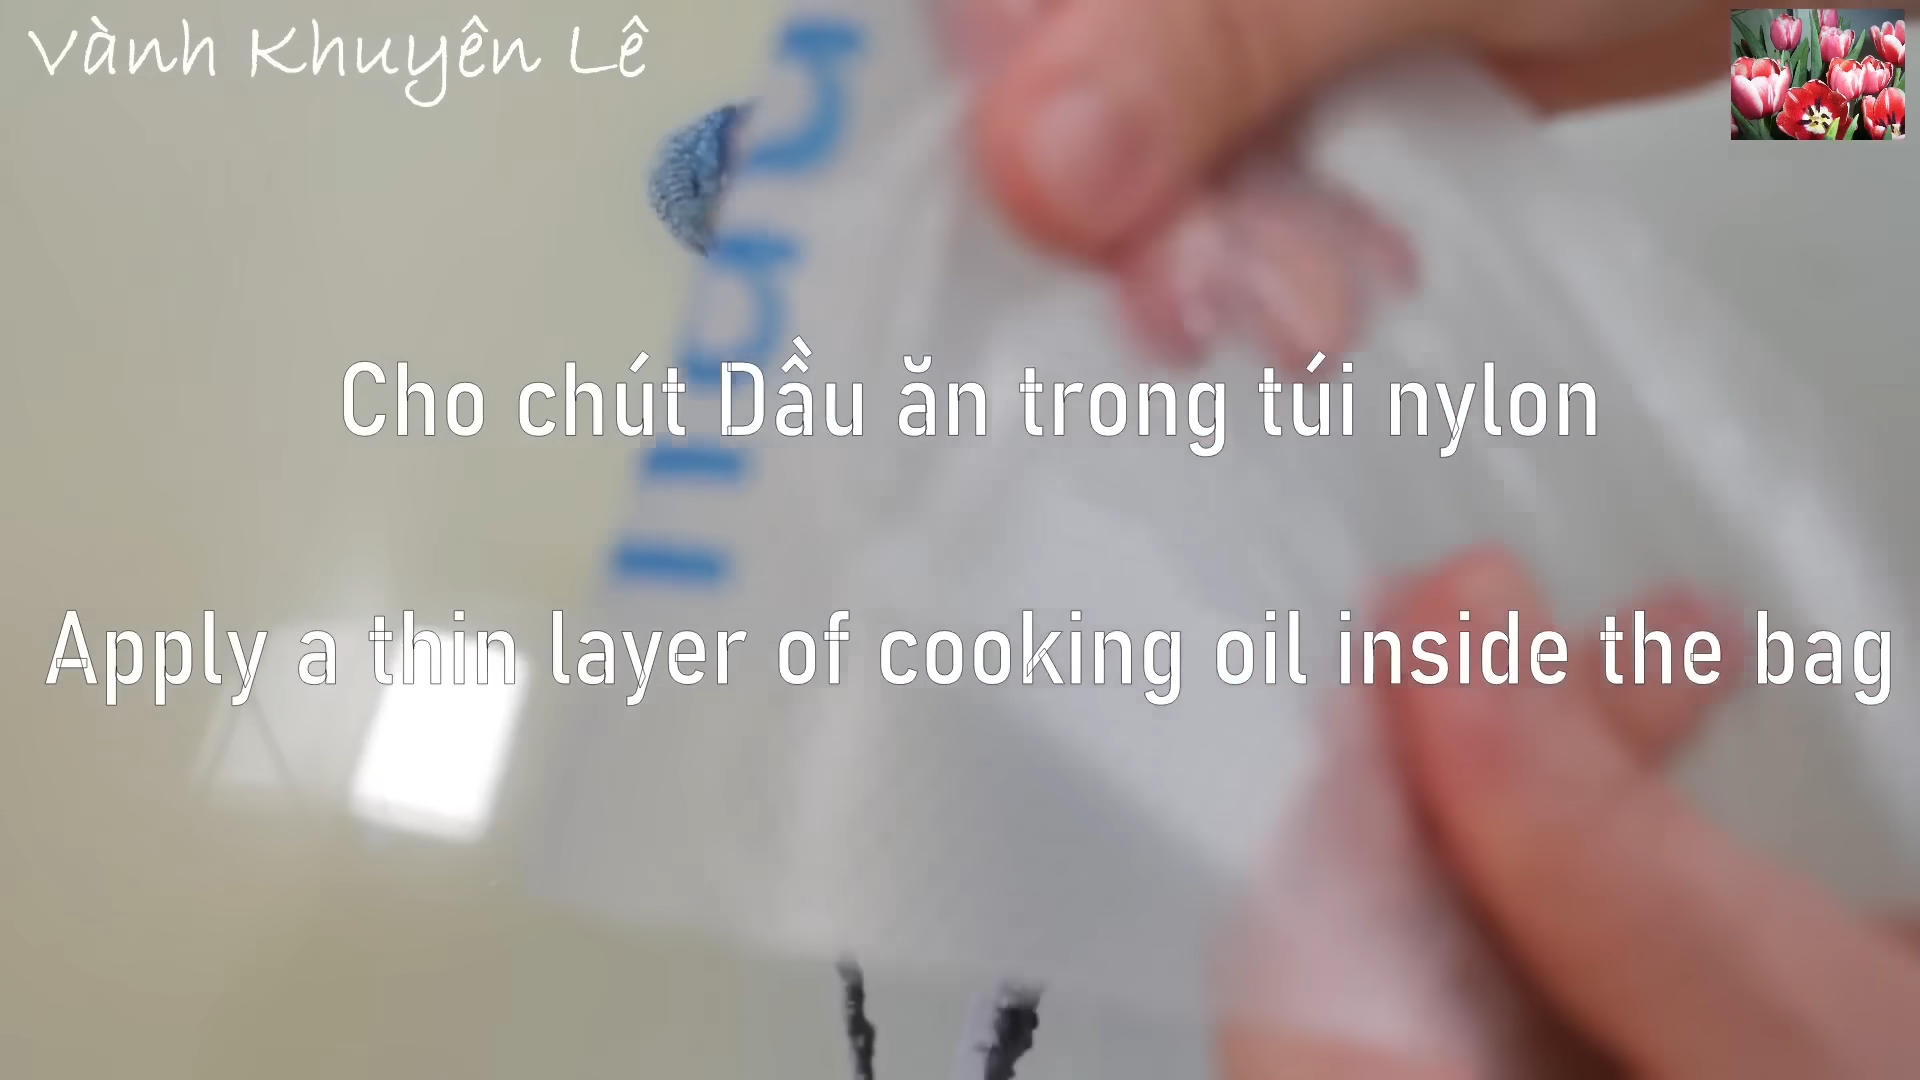 Vành Khuyên Lê
Cho chút Dầu ăn trong túi nylon
Apply a thin layer of cooking oil inside the bag